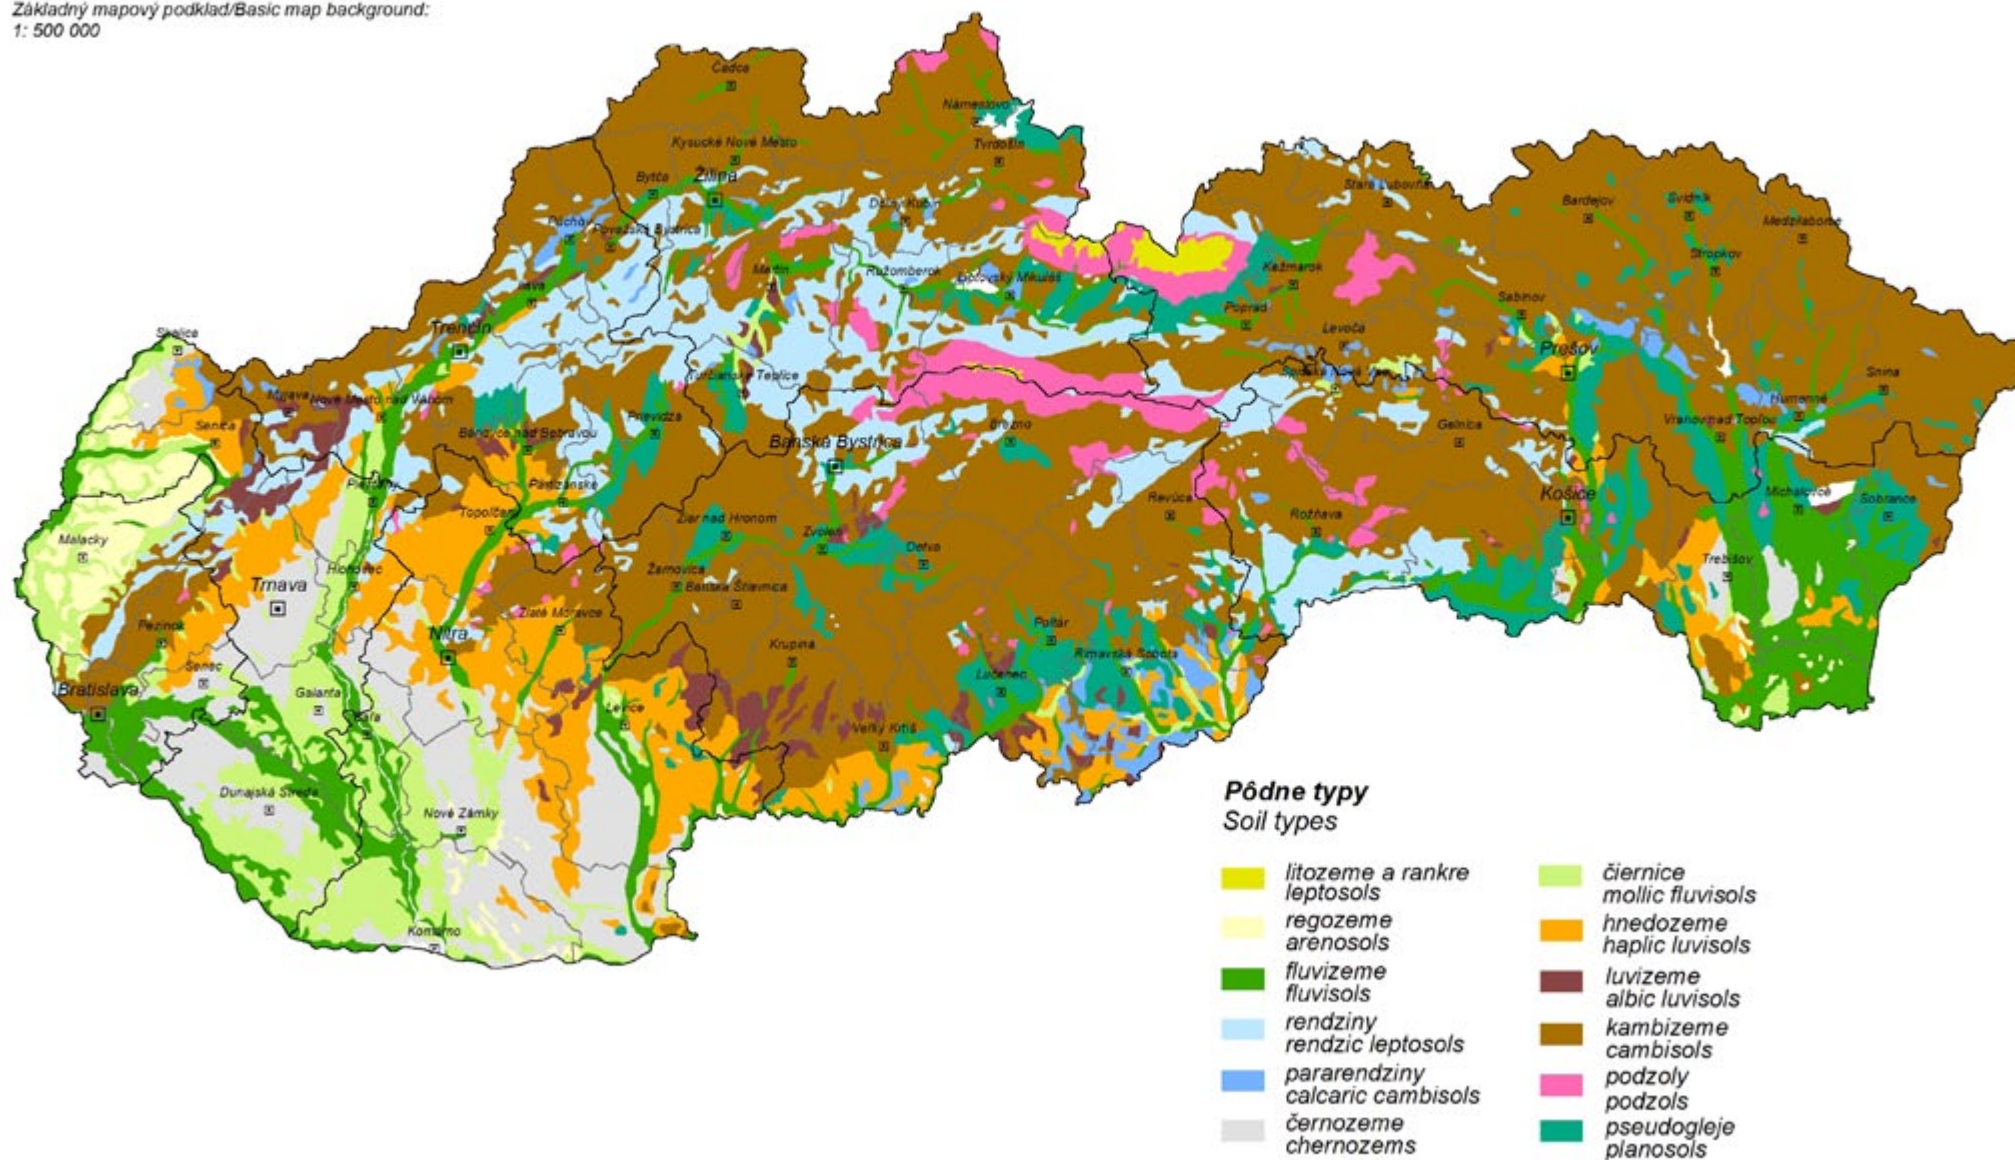 Základný mapový podklad/Basic map background:
1: 500 000
Čadca
Námestovo
Kysucké Nové Mesto
Tvrdošín
Bytča
Žilina
Stará Ľubovňa
Bardejov
Svidník
Medzilaborce
Dolný Kubín
Púchov
Považská Bystrica
Stropkov
Martin
Ružomberok
Liptovský Mikuláš
Kežmarok
Ilava
Sabinov
Poprad
Trenčín
Levoča
Skalica
Prešov
Turčianske Teplice
Spišská Nová Ves
Snina
Myjava
Nové Mesto nad Váhom
Humenné
Prievidza
Vranov nad Topľou
Senica
Bánovce nad Bebravou
Banská Bystrica
Brezno
Gelnica
Piešťany
Partizánske
Revúca
Košice
Michalovce
Sobrance
Topoľčany
Žiar nad Hronom
Rožňava
Zvolen
Malacky
Detva
Trebišov
Hlohovec
Trnava
Žarnovica
Banská Štiavnica
Zlaté Moravce
Pezinok
Nitra
Poltár
Krupina
Rimavská Sobota
Senec
Lučenec
Bratislava
Galanta
Šaľa
Levice
Veľký Krtíš
Dunajská Streda
Nové Zámky
Komárno
Pôdne typy
Soil types
litozeme a rankre
leptosols
regozeme
arenosols
fluvizeme
fluvisols
rendziny
rendzic leptosols
pararendziny
calcaric cambisols
černozeme
chernozems
čiernice
mollic fluvisols
hnedozeme
haplic luvisols
luvizeme
albic luvisols
kambizeme
cambisols
podzoly
podzols
pseudogleje
planosols